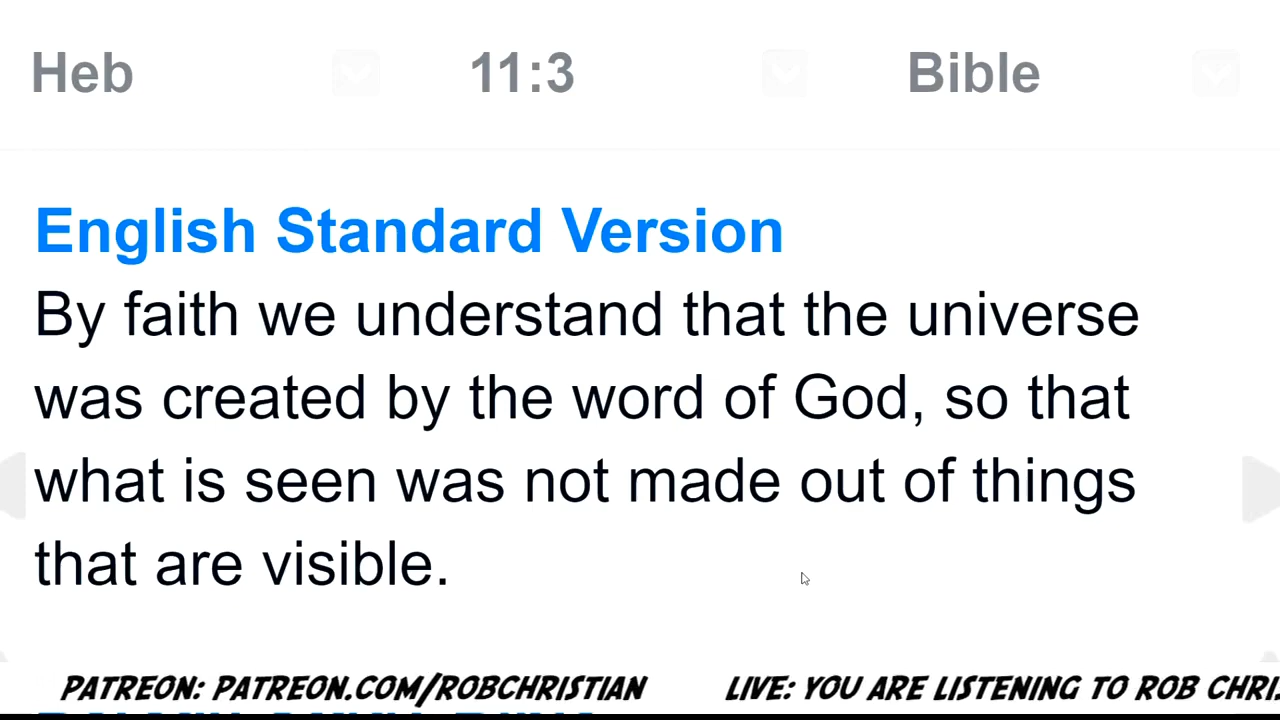 Heb 11:3 Bible
English Standard Version
By faith we understand that the universe
was created by the word of God, so that
what is seen was not made out of things
that are visible.
PATREON: PATREON.COM/ROBCHRISTIAN LIVE: YOU ARE LISTENING TO ROB